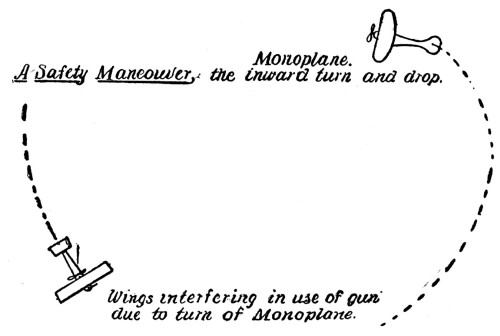 Monoplane.
A Safety Maneouver, the inward turn and drop.
Wings interfering in use of gun
due to turn of Monoplane.